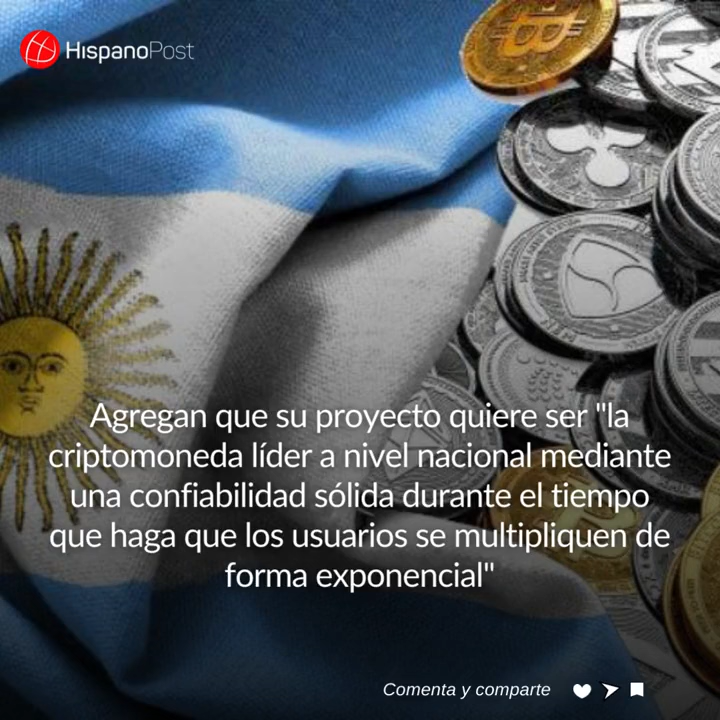 HispanoPost
Agregan que su proyecto quiere ser "la
criptomoneda líder a nivel nacional mediante
una confiabilidad sólida durante el tiempo
que haga que los usuarios se multipliquen de
forma exponencial"
Comenta y comparte